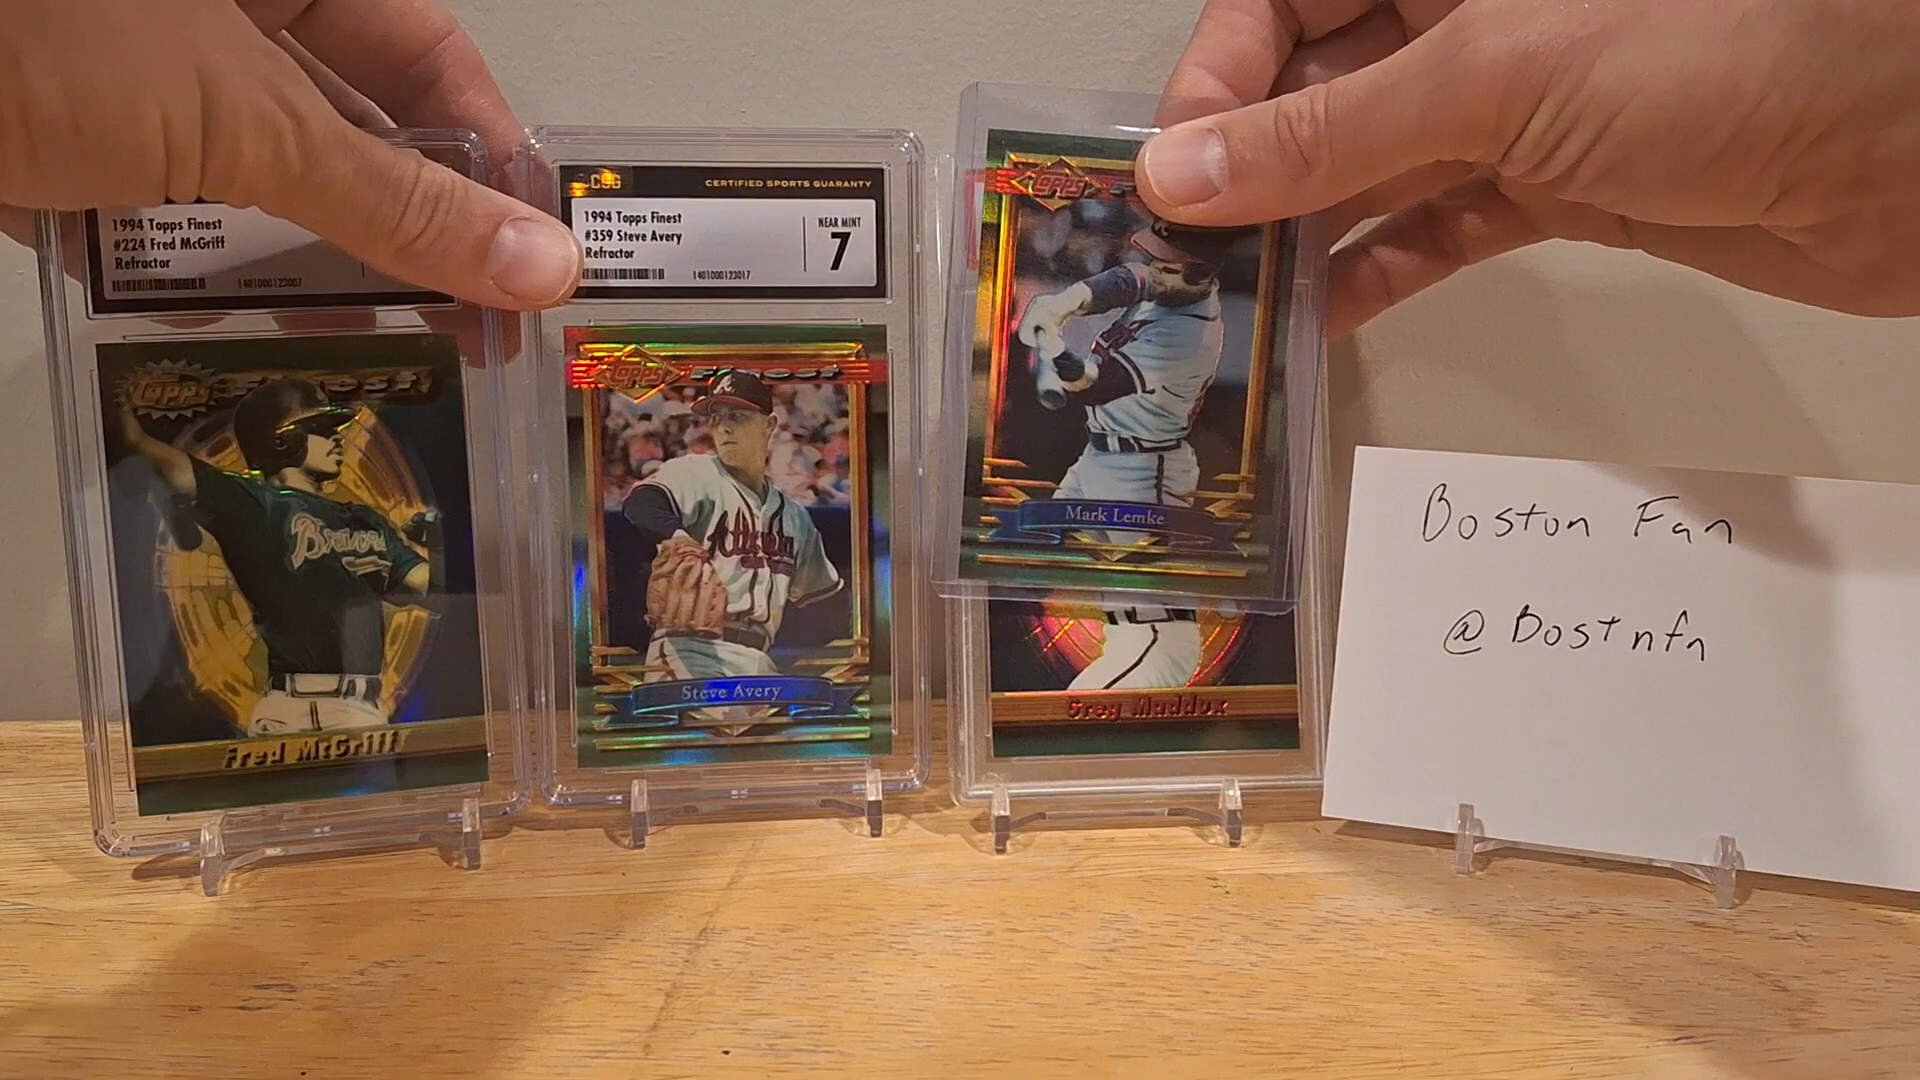 1994 Topps Finest
#224 Fred McGriff
Refractor
1401000123007
Topps Finest
Braves
Fred McGriff
CSG
CERTIFIED SPORTS GUARANTY
1994 Topps Finest
#359 Steve Avery
Refractor
NEAR MINT
7
1401000123017
Topps Finest
Atlanta
Steve Avery
Topps
Mark Lemke
Greg Maddux
Boston Fan
@Bostnfn